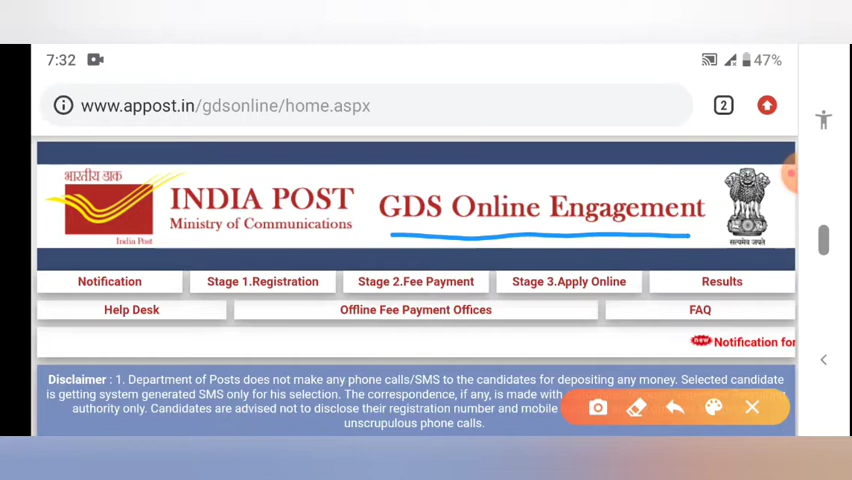 7:32
47%
www.appost.in/gdsonline/home.aspx
2
भारतीय डाक
India Post
INDIA POST
Ministry of Communications
GDS Online Engagement
सत्यमेव जयते
Notification
Stage 1.Registration
Stage 2.Fee Payment
Stage 3.Apply Online
Results
Help Desk
Offline Fee Payment Offices
FAQ
new Notification for
Disclaimer : 1. Department of Posts does not make any phone calls/SMS to the candidates for depositing any money. Selected candidate
is getting system generated SMS only for his selection. The correspondence, if any, is made with
authority only. Candidates are advised not to disclose their registration number and mobile
unscrupulous phone calls.